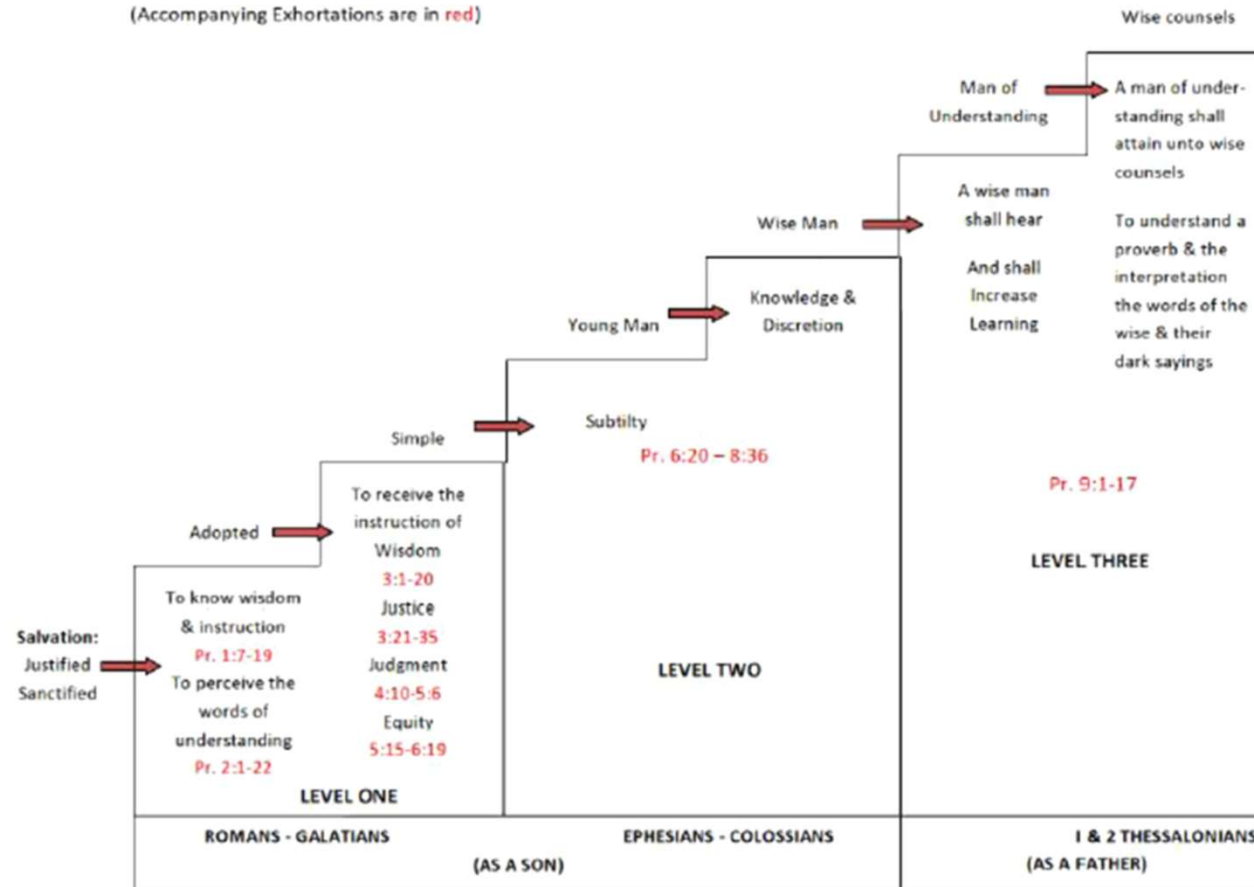 (Accompanying Exhortations are in red)
Wise counsels
Man of
Understanding
A man of under-
standing shall
attain unto wise
counsels
To understand a
proverb & the
interpretation
the words of the
wise & their
dark sayings
Wise Man
A wise man
shall hear
And shall
Increase
Learning
Pr. 9:1-17
LEVEL THREE
Young Man
Knowledge &
Discretion
Simple
Subtilty
Pr. 6:20 – 8:36
LEVEL TWO
Adopted
To receive the
instruction of
Wisdom
3:1-20
Justice
3:21-35
Judgment
4:10-5:6
Equity
5:15-6:19
Salvation:
Justified
Sanctified
To know wisdom
& instruction
Pr. 1:7-19
To perceive the
words of
understanding
Pr. 2:1-22
LEVEL ONE
ROMANS - GALATIANS
EPHESIANS - COLOSSIANS
1 & 2 THESSALONIANS
(AS A SON)
(AS A FATHER)